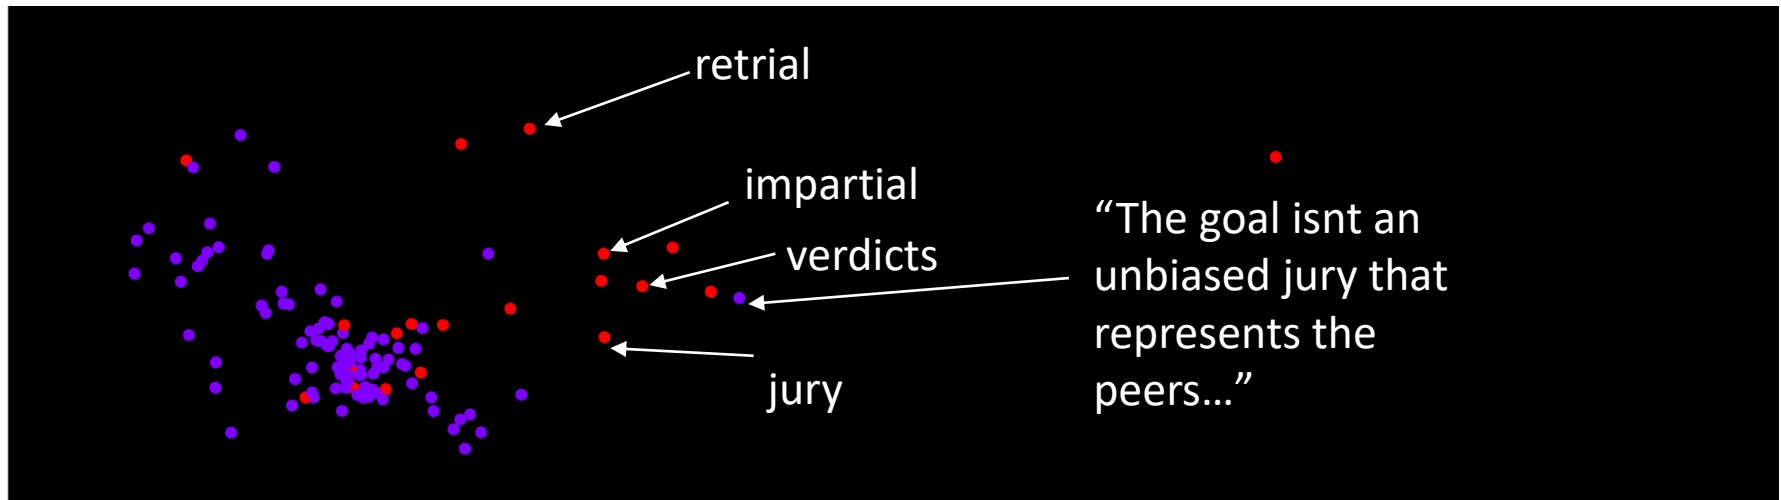 retrial
impartial
verdicts
jury
“The goal isnt an
unbiased jury that
represents the
peers...”